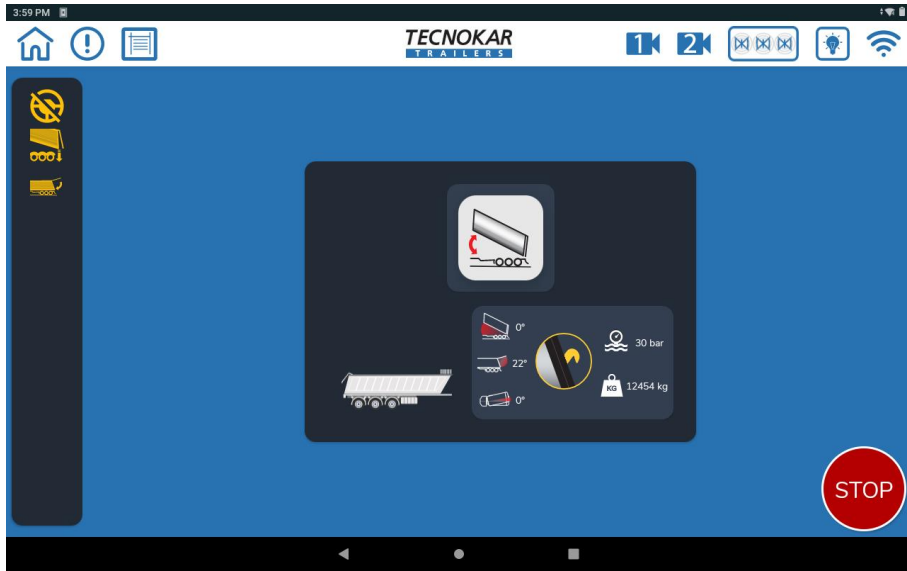 3:59 PM
TECNOKAR
TRAILERS
1
2
0°
30 bar
22°
KG
12454 kg
0°
STOP